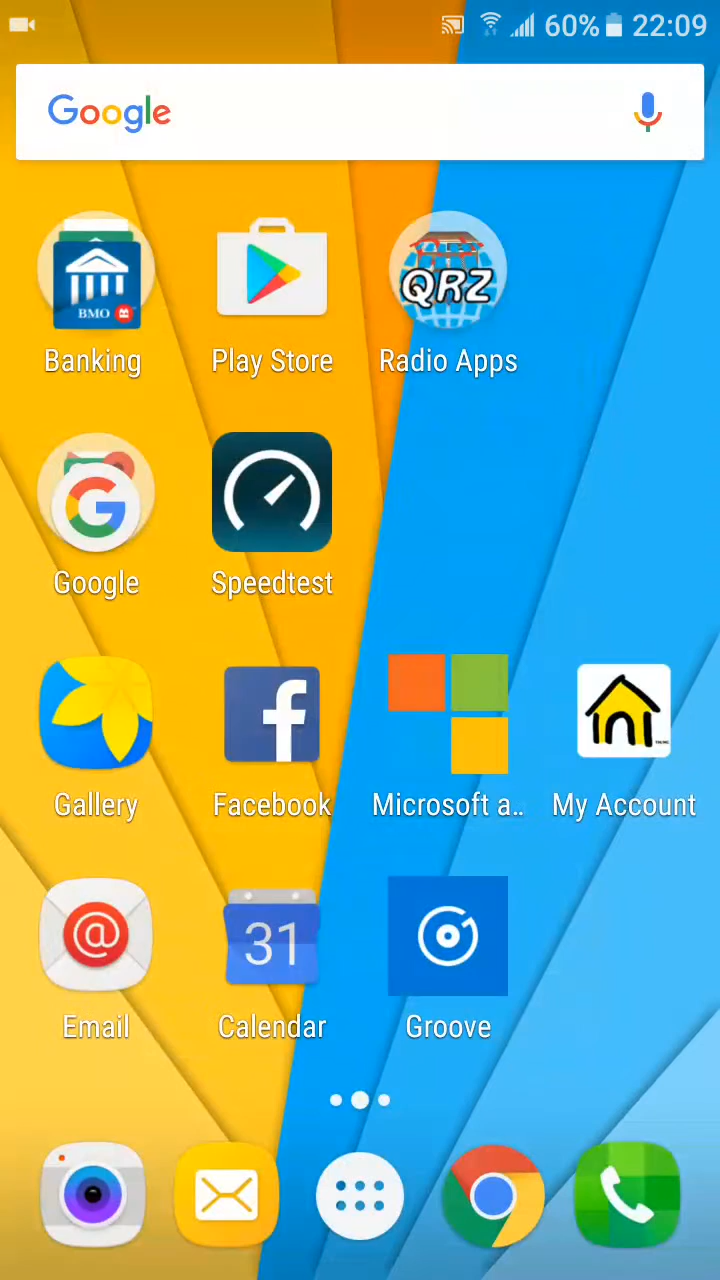 60% 22:09
Google
BMO
QRZ
Banking Play Store Radio Apps
G
Google Speedtest
f
Gallery Facebook Microsoft a.. My Account
@ 31
Email Calendar Groove